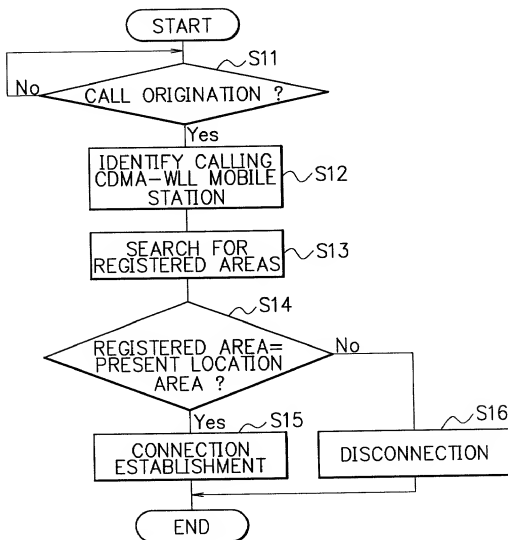 START
S11
No
CALL ORIGINATION ?
Yes
IDENTIFY CALLING
CDMA-WLL MOBILE
STATION
S12
SEARCH FOR
REGISTERED AREAS
S13
S14
REGISTERED AREA=
PRESENT LOCATION
AREA ?
No
Yes
S15
CONNECTION
ESTABLISHMENT
S16
DISCONNECTION
END